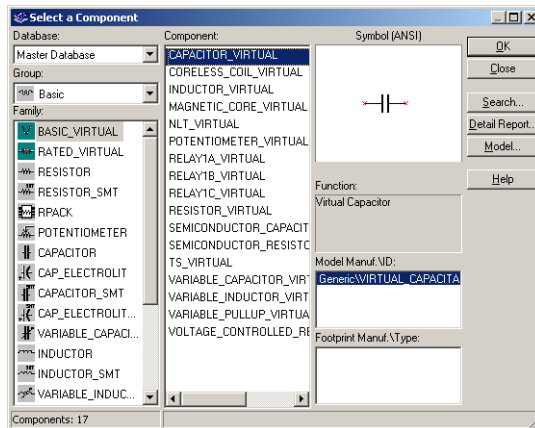 Select a Component
Database:
Master Database
Group:
Basic
Family:
BASIC_VIRTUAL
RATED_VIRTUAL
RESISTOR
RESISTOR_SMT
RPACK
POTENTIOMETER
CAPACITOR
CAP_ELECTROLIT
CAPACITOR_SMT
CAP_ELECTROLIT...
VARIABLE_CAPACI...
INDUCTOR
INDUCTOR_SMT
VARIABLE_INDUC...
Components: 17
Component:
CAPACITOR_VIRTUAL
CORELESS_COIL_VIRTUAL
INDUCTOR_VIRTUAL
MAGNETIC_CORE_VIRTUAL
NLT_VIRTUAL
POTENTIOMETER_VIRTUAL
RELAY1A_VIRTUAL
RELAY1B_VIRTUAL
RELAY1C_VIRTUAL
RESISTOR_VIRTUAL
SEMICONDUCTOR_CAPACIT
SEMICONDUCTOR_RESISTC
TS_VIRTUAL
VARIABLE_CAPACITOR_VIRT
VARIABLE_INDUCTOR_VIRT
VARIABLE_PULLUP_VIRTUA
VOLTAGE_CONTROLLED_RE
Symbol (ANSI)
Function:
Virtual Capacitor
Model Manuf.\ID:
Generic\VIRTUAL_CAPACITA
Footprint Manuf.\Type:
OK
Close
Search...
Detail Report..
Model...
Help